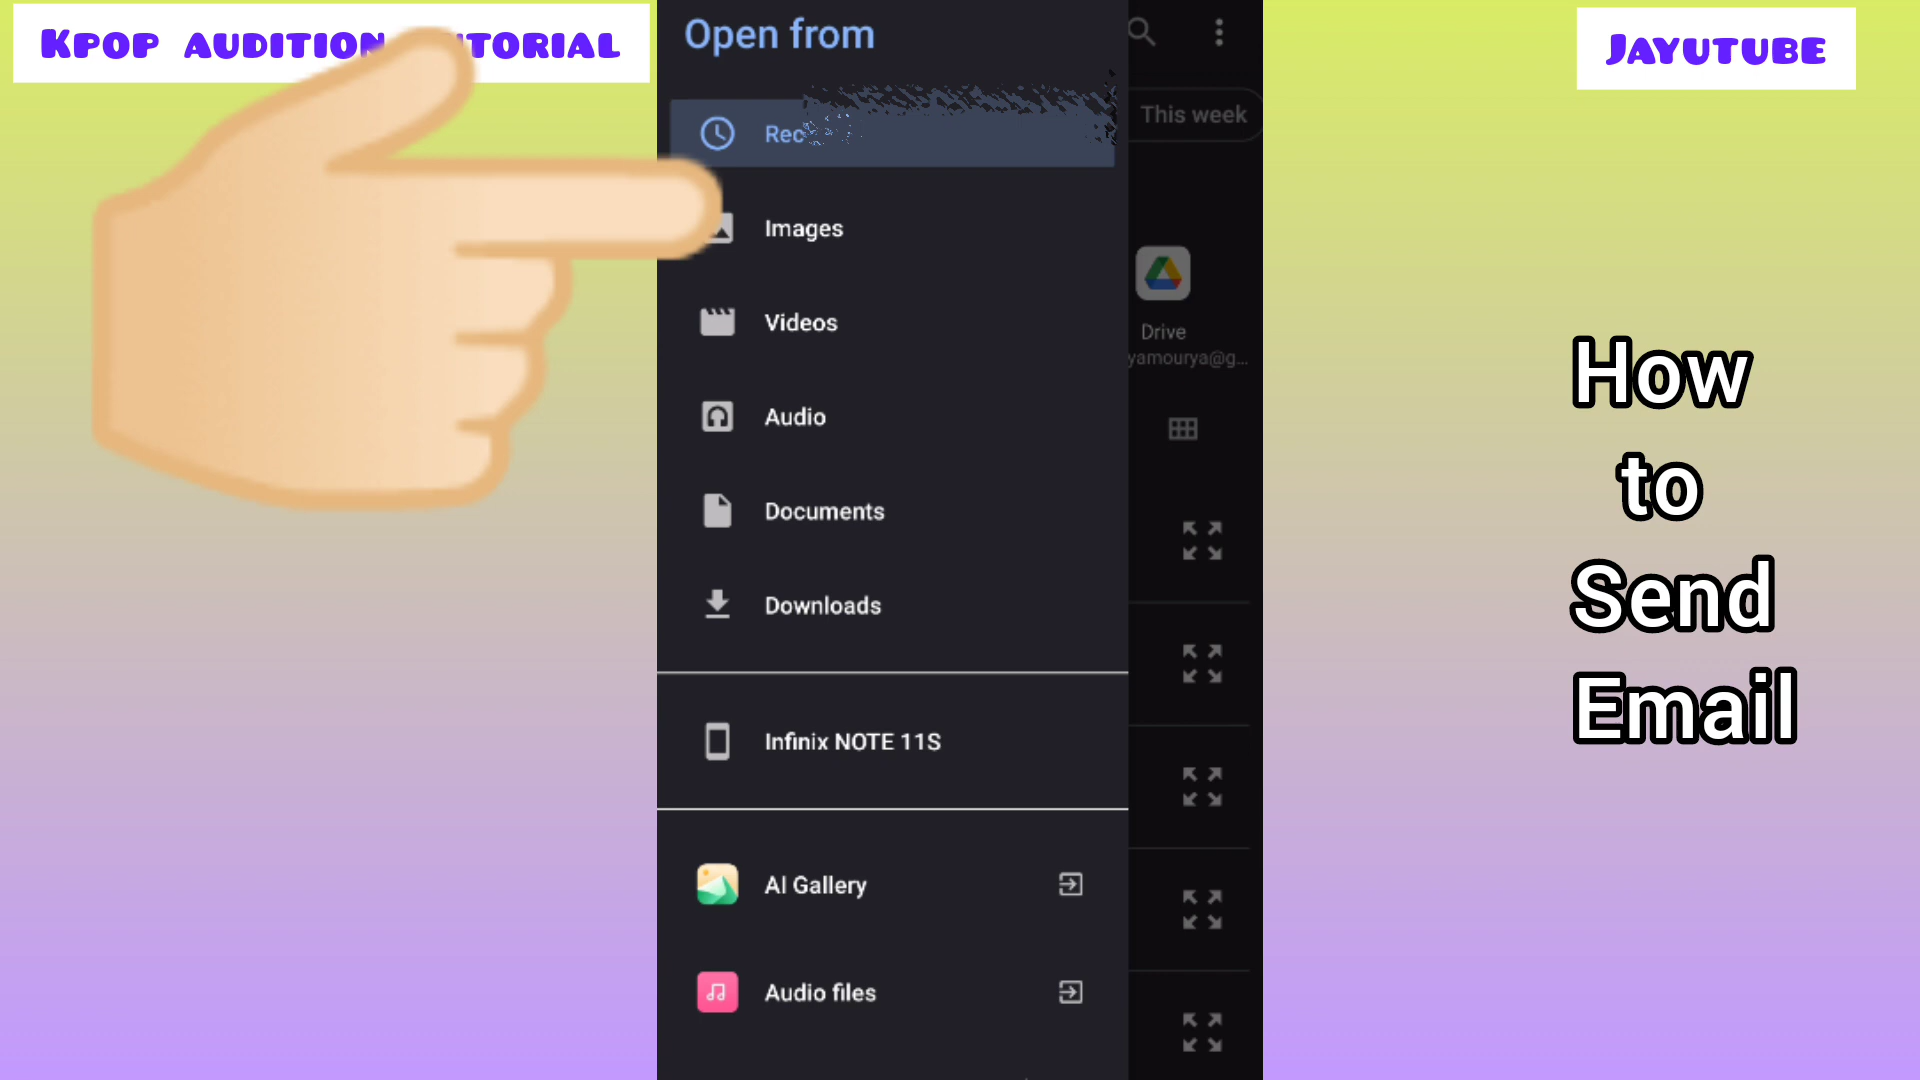 Kpop audition
Jayutube
Open from
This week
Images
Drive
yamourya@g...
Videos
Audio
Documents
Downloads
Infinix NOTE 11S
AI Gallery
Audio files
How
to
Send
Email